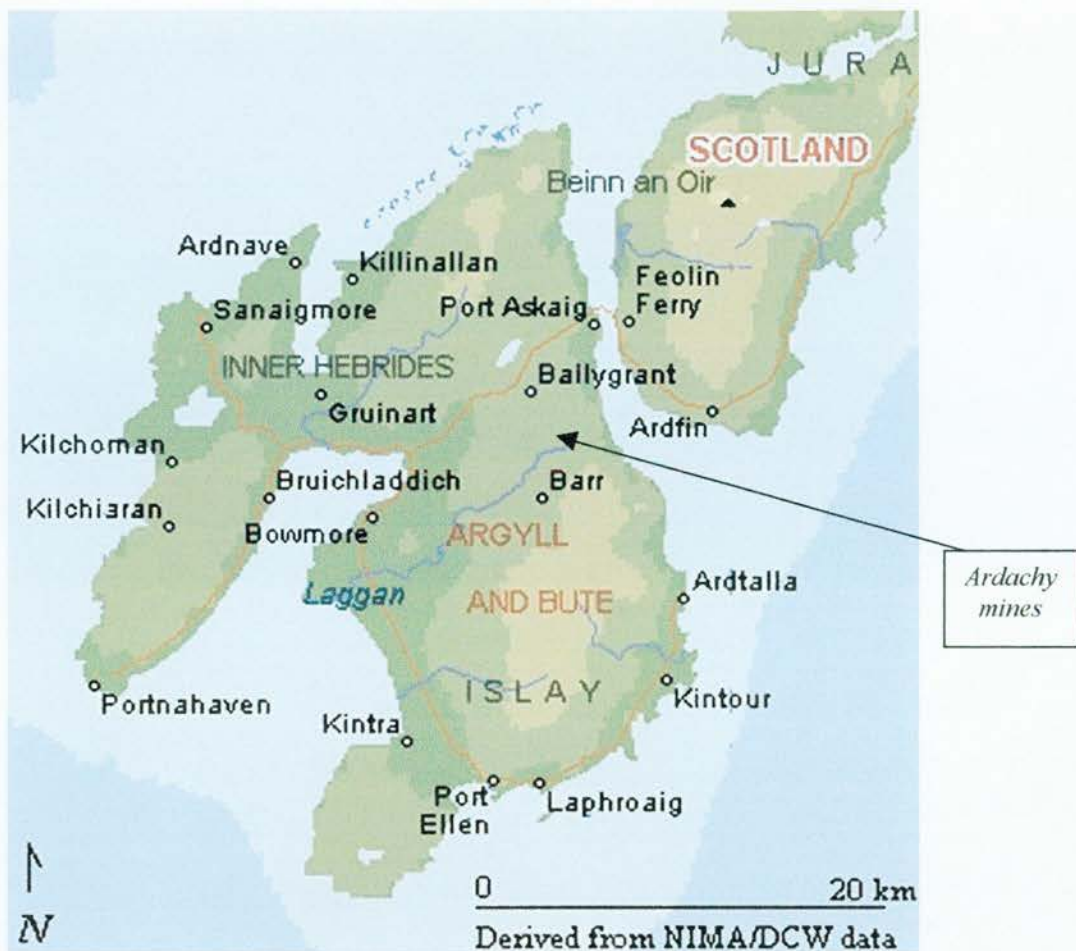 JURA
SCOTLAND
Beinn an Oir
Ardnave
Killinallan
Feolin
Ferry
Port Askaig
Sanaigmore
INNER HEBRIDES
Ballygrant
Gruinart
Ardfin
Kilchoman
Bruichladdich
Barr
Kilchiaran
Bowmore
ARGYLL
AND BUTE
Laggan
Ardtalla
Ardachy
mines
ISLAY
Kintour
Portnahaven
Kintra
Port
Ellen
Laphroaig
N
0 20 km
Derived from NIMA/DCW data